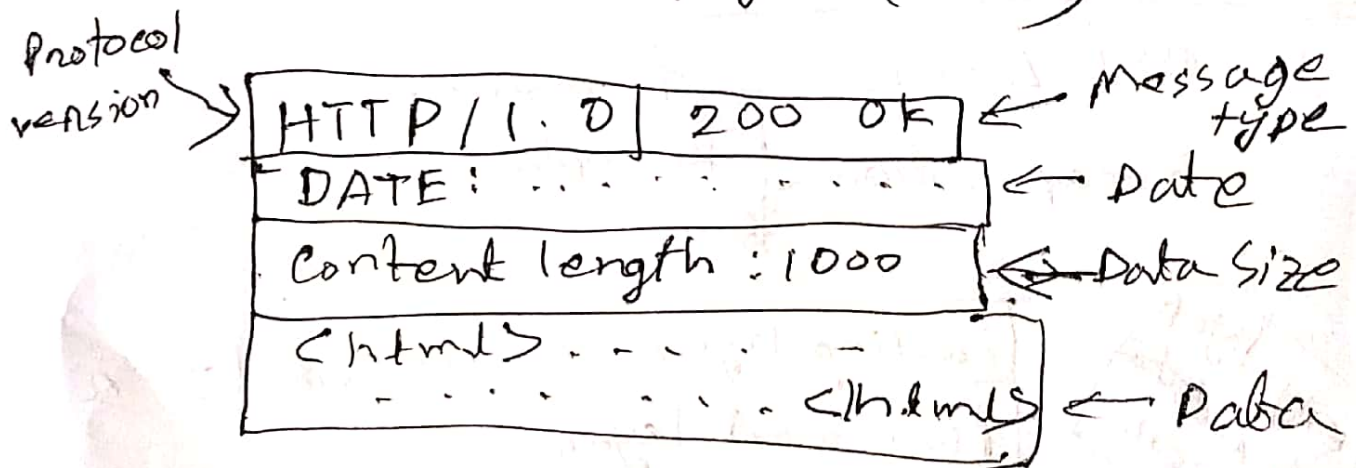 Protocol
version
HTTP/1.0 200 OK
Message
type
DATE: . . . . . . . . .
Date
Content length : 1000
Data Size
<html> . . . . . -
. . . . . . . </html>
Data